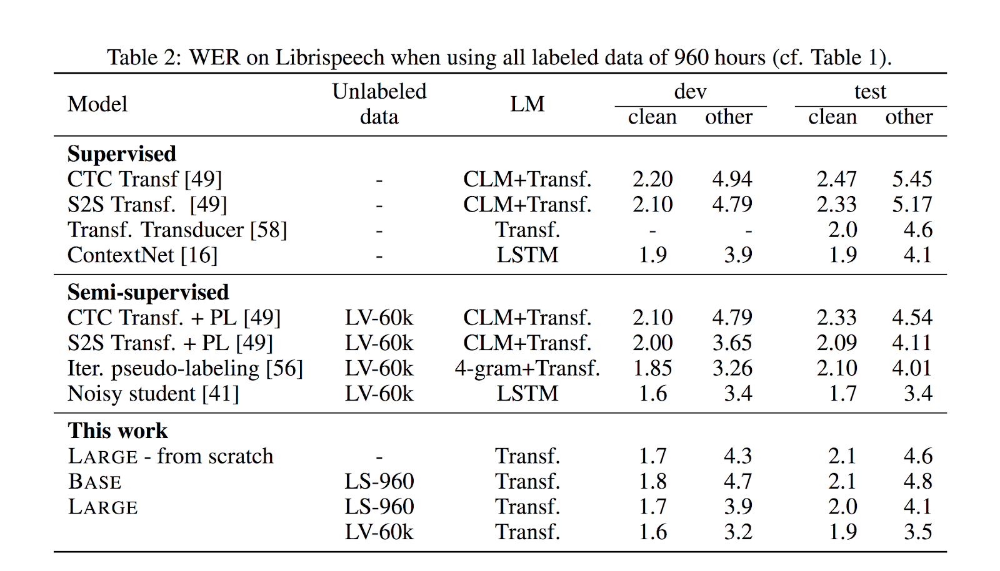 Table 2: WER on Librispeech when using all labeled data of 960 hours (cf. Table 1).
Model Unlabeled data LM dev test
clean other clean other
Supervised
CTC Transf [49] - CLM+Transf. 2.20 4.94 2.47 5.45
S2S Transf. [49] - CLM+Transf. 2.10 4.79 2.33 5.17
Transf. Transducer [58] - Transf. - - 2.0 4.6
ContextNet [16] - LSTM 1.9 3.9 1.9 4.1
Semi-supervised
CTC Transf. + PL [49] LV-60k CLM+Transf. 2.10 4.79 2.33 4.54
S2S Transf. + PL [49] LV-60k CLM+Transf. 2.00 3.65 2.09 4.11
Iter. pseudo-labeling [56] LV-60k 4-gram+Transf. 1.85 3.26 2.10 4.01
Noisy student [41] LV-60k LSTM 1.6 3.4 1.7 3.4
This work
LARGE - from scratch - Transf. 1.7 4.3 2.1 4.6
BASE LS-960 Transf. 1.8 4.7 2.1 4.8
LARGE LS-960 Transf. 1.7 3.9 2.0 4.1
LV-60k Transf. 1.6 3.2 1.9 3.5